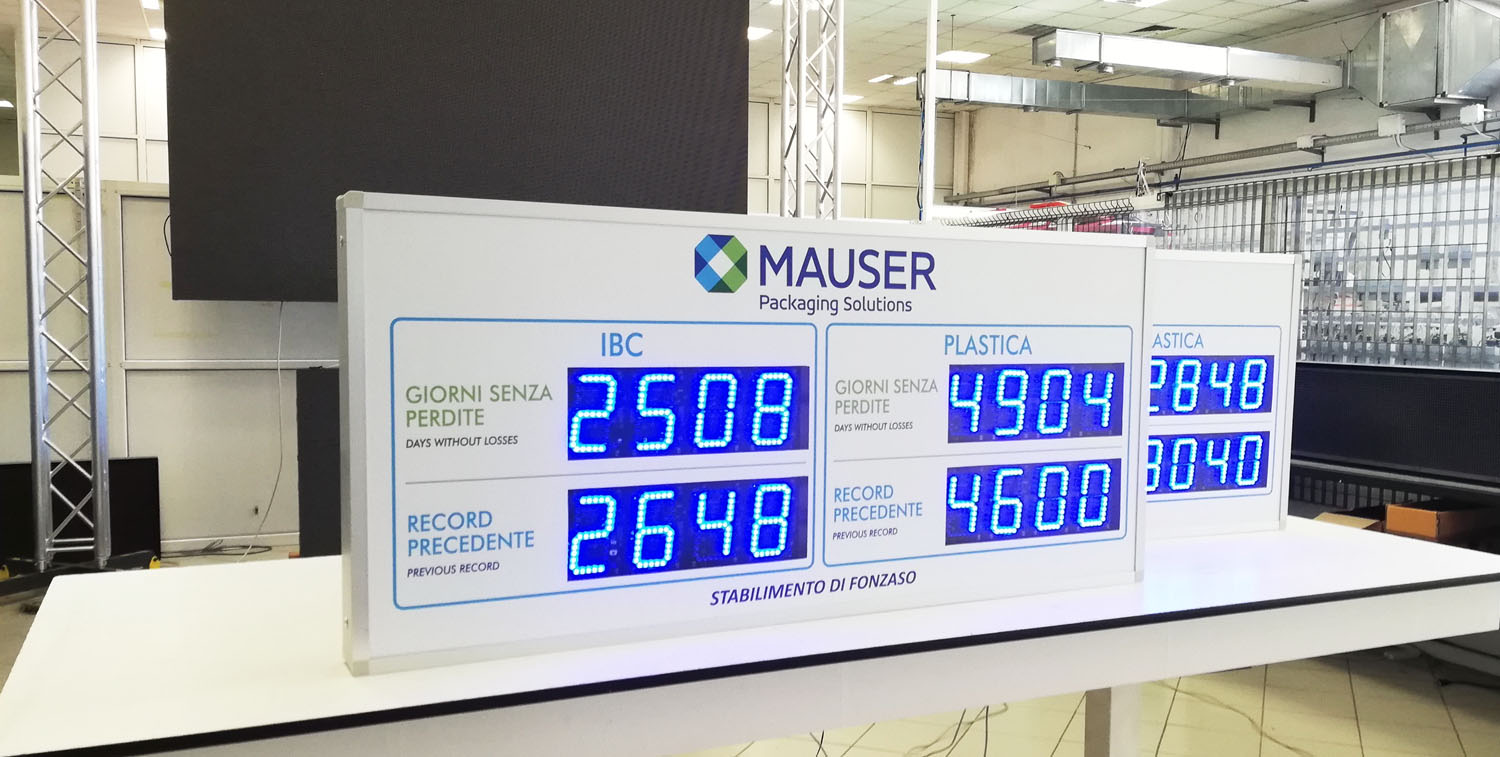 MAUSER
Packaging Solutions
IBC
GIORNI SENZA
PERDITE
DAYS WITHOUT LOSSES
2508
RECORD
PRECEDENTE
PREVIOUS RECORD
2648
PLASTICA
GIORNI SENZA
PERDITE
DAYS WITHOUT LOSSES
4904
RECORD
PRECEDENTE
PREVIOUS RECORD
4600
STABILIMENTO DI FONZASO
ASTICA
2848
3040